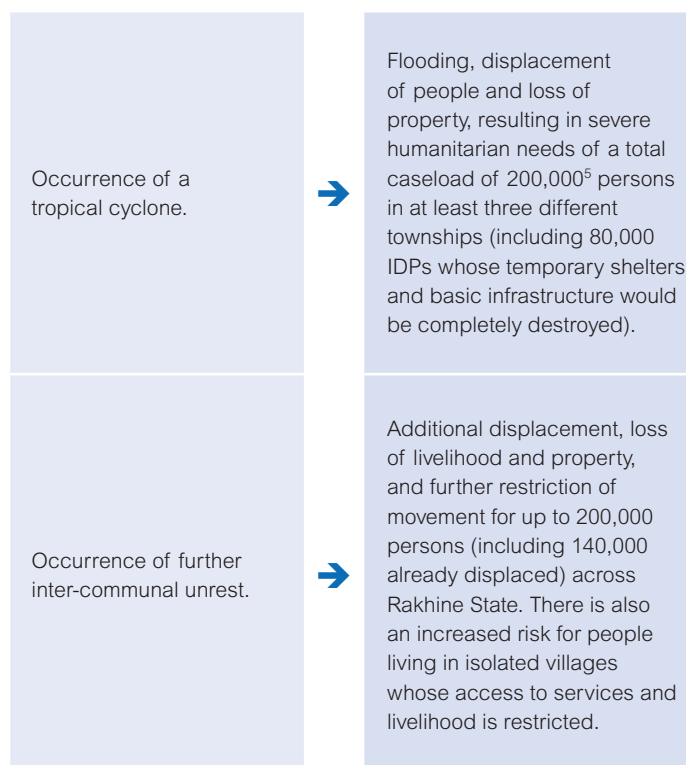 Occurrence of a
tropical cyclone.
Flooding, displacement
of people and loss of
property, resulting in severe
humanitarian needs of a total
caseload of 200,000⁵ persons
in at least three different
townships (including 80,000
IDPs whose temporary shelters
and basic infrastructure would
be completely destroyed).
Occurrence of further
inter-communal unrest.
Additional displacement, loss
of livelihood and property,
and further restriction of
movement for up to 200,000
persons (including 140,000
already displaced) across
Rakhine State. There is also
an increased risk for people
living in isolated villages
whose access to services and
livelihood is restricted.